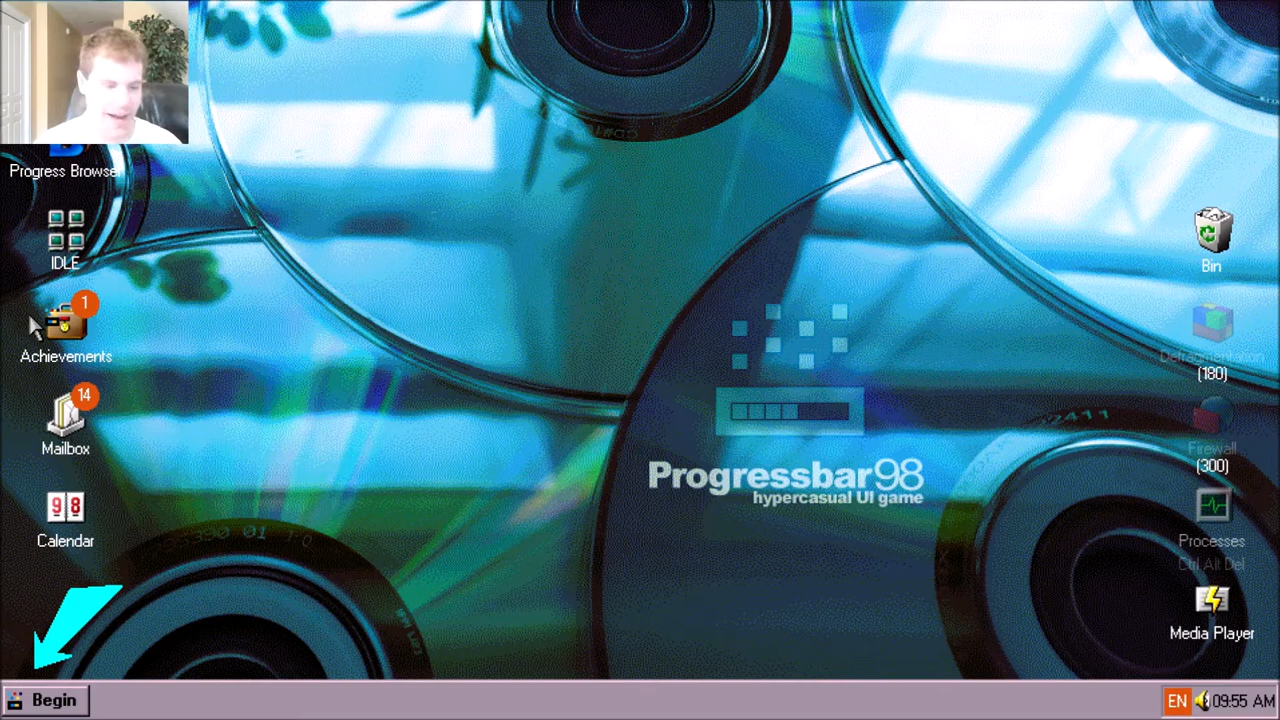 Progress Browser
IDLE
1
Achievements
14
Mailbox
98
Calendar
Progressbar98
hypercasual UI game
Bin
Defragmentation
(180)
Firewall
(300)
Processes
Ctrl Alt Del
Media Player
Begin
EN
09:55 AM